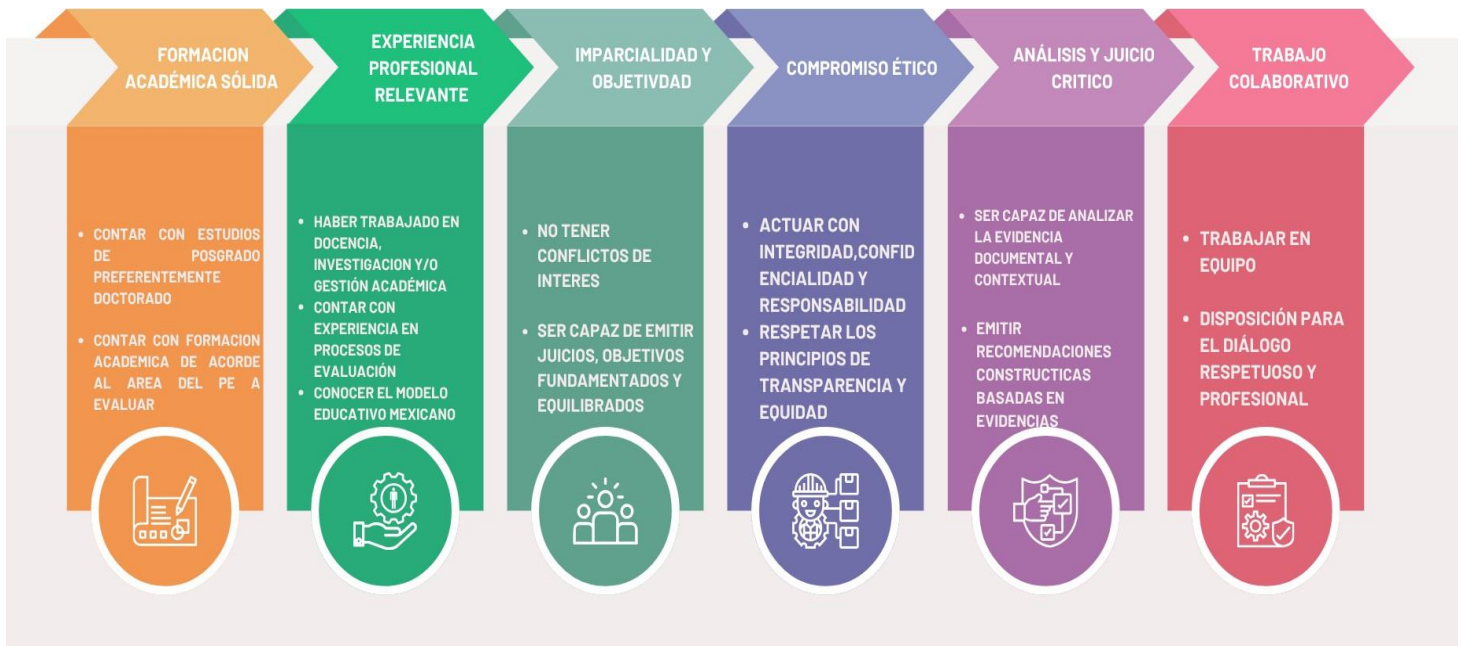 FORMACION
ACADÉMICA SÓLIDA
• CONTAR CON ESTUDIOS
DE POSGRADO
PREFERENTEMENTE
DOCTORADO
• CONTAR CON FORMACION
ACADEMICA DE ACORDE
AL AREA DEL PE A
EVALUAR
EXPERIENCIA
PROFESIONAL
RELEVANTE
• HABER TRABAJADO EN
DOCENCIA,
INVESTIGACION Y/O
GESTIÓN ACADÉMICA
• CONTAR CON
EXPERIENCIA EN
PROCESOS DE
EVALUACIÓN
• CONOCER EL MODELO
EDUCATIVO MEXICANO
IMPARCIALIDAD Y
OBJETIVDAD
• NO TENER
CONFLICTOS DE
INTERES
• SER CAPAZ DE EMITIR
JUICIOS, OBJETIVOS
FUNDAMENTADOS Y
EQUILIBRADOS
COMPROMISO ÉTICO
• ACTUAR CON
INTEGRIDAD,CONFID
ENCIALIDAD Y
RESPONSABILIDAD
• RESPETAR LOS
PRINCIPIOS DE
TRANSPARENCIA Y
EQUIDAD
ANÁLISIS Y JUICIO
CRITICO
• SER CAPAZ DE ANALIZAR
LA EVIDENCIA
DOCUMENTAL Y
CONTEXTUAL
• EMITIR
RECOMENDACIONES
CONSTRUCTICAS
BASADAS EN
EVIDENCIAS
TRABAJO
COLABORATIVO
• TRABAJAR EN
EQUIPO
• DISPOSICIÓN PARA
EL DIÁLOGO
RESPETUOSO Y
PROFESIONAL